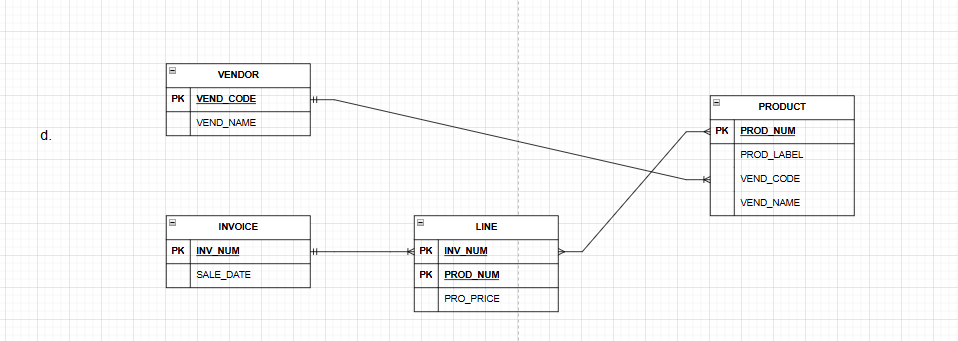 d.
VENDOR
PK VEND_CODE
VEND_NAME
PRODUCT
PK PROD_NUM
PROD_LABEL
VEND_CODE
VEND_NAME
INVOICE
PK INV_NUM
SALE_DATE
LINE
PK INV_NUM
PK PROD_NUM
PRO_PRICE